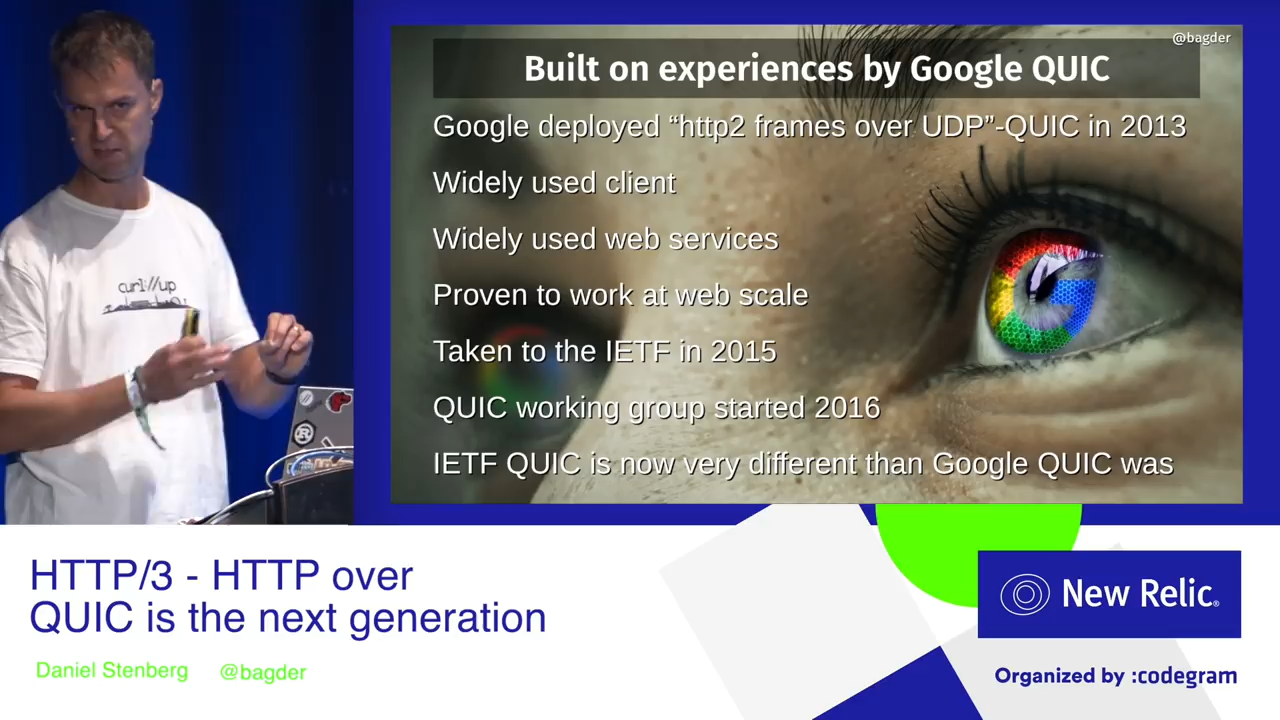 @bagder
Built on experiences by Google QUIC
Google deployed “http2 frames over UDP”-QUIC in 2013
Widely used client
Widely used web services
Proven to work at web scale
Taken to the IETF in 2015
QUIC working group started 2016
IETF QUIC is now very different than Google QUIC was
curl://up
HTTP/3 - HTTP over
QUIC is the next generation
Daniel Stenberg @bagder
New Relic®
Organized by :codegram